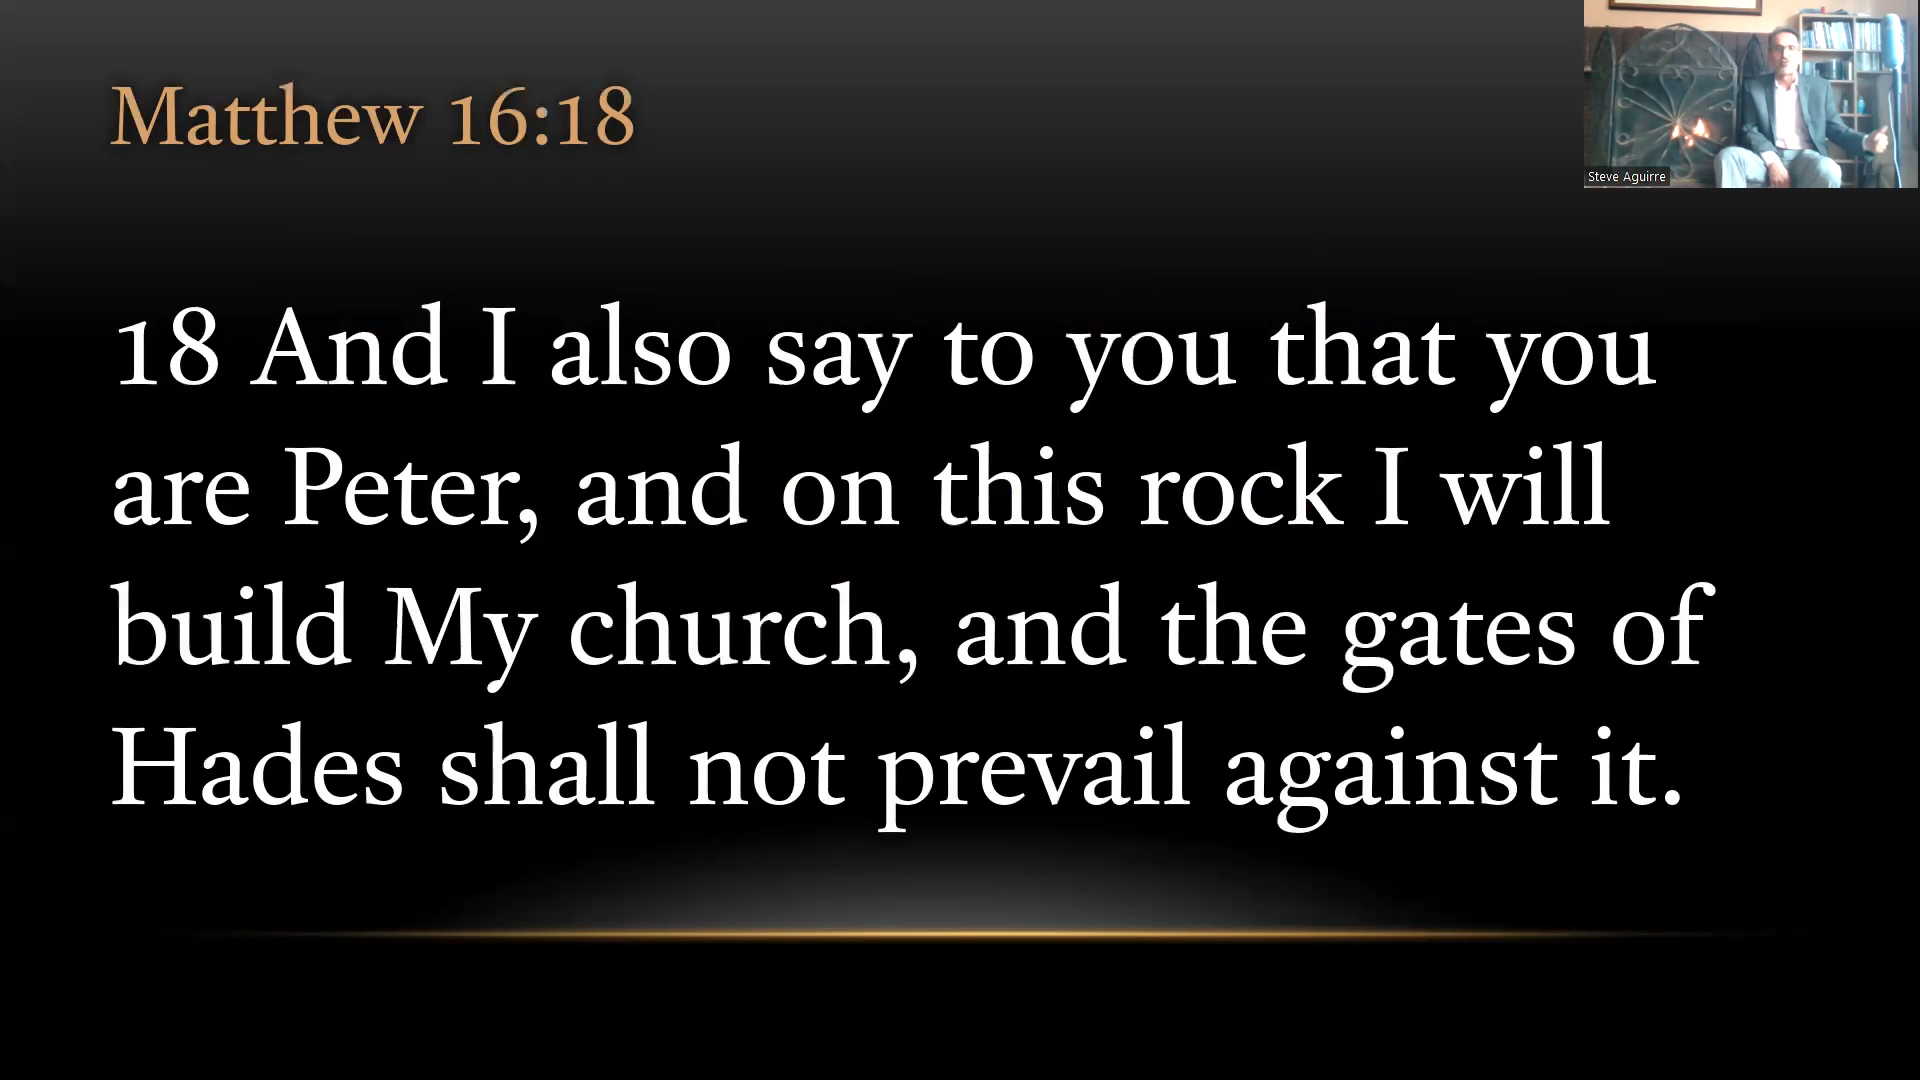 Matthew 16:18
Steve Aguirre
18 And I also say to you that you
are Peter, and on this rock I will
build My church, and the gates of
Hades shall not prevail against it.